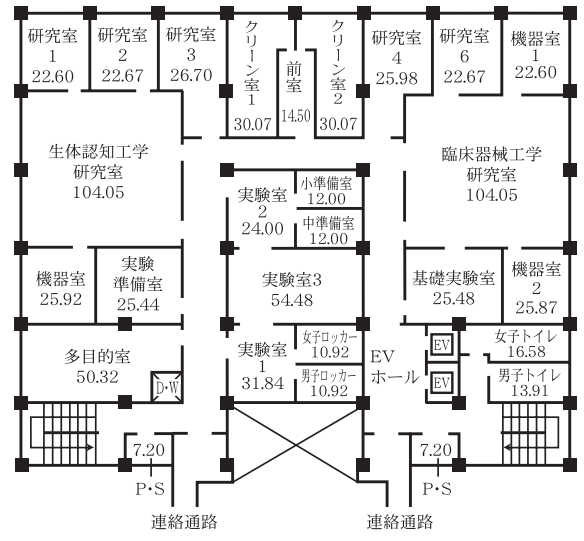 研究室
1
22.60
研究室
2
22.67
研究室
3
26.70
クリーン室1
30.07
前室
14.50
クリーン室2
30.07
研究室
4
25.98
研究室
6
22.67
機器室
1
22.60
生体認知工学
研究室
104.05
実験室
2
24.00
小準備室
12.00
中準備室
12.00
臨床器械工学
研究室
104.05
機器室
25.92
実験
準備室
25.44
実験室3
54.48
基礎実験室
25.48
機器室
2
25.87
多目的室
50.32
D・W
実験室
1
31.84
女子ロッカー
10.92
男子ロッカー
10.92
EV
ホール
EV
EV
女子トイレ
16.58
男子トイレ
13.91
7.20
P・S
7.20
P・S
連絡通路
連絡通路